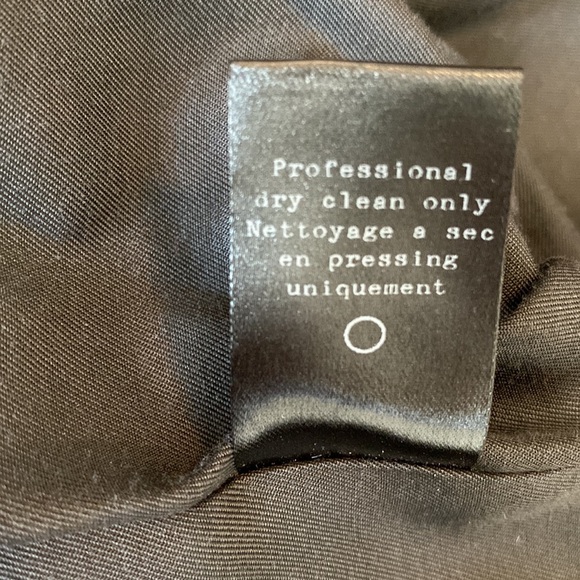 Professional
dry clean only
Nettoyage a sec
en pressing
uniquement